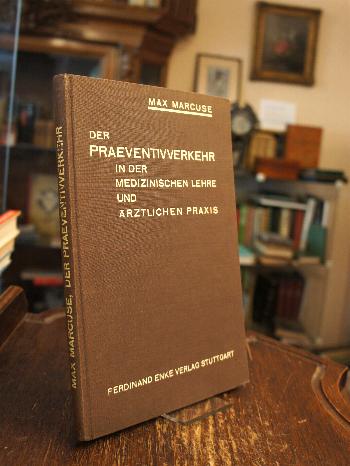 MAX MARCUSE
DER
PRAEVENTIVVERKEHR
IN DER
MEDIZINISCHEN LEHRE
UND
ÄRZTLICHEN PRAXIS
FERDINAND ENKE VERLAG STUTTGART
MAX MARCUSE, DER PRAEVENTIVVERKEHR